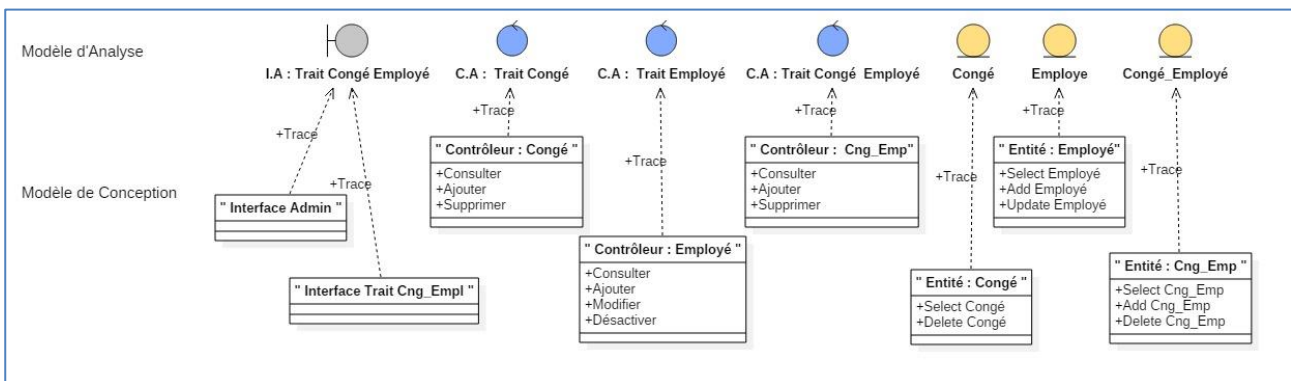 Modèle d'Analyse
I.A : Trait Congé Employé
C.A : Trait Congé
C.A : Trait Employé
C.A : Trait Congé Employé
Congé
Employe
Congé_Employé
+Trace
+Trace
+Trace
+Trace
+Trace
+Trace
+Trace
+Trace
Modèle de Conception
" Interface Admin "
" Interface Trait Cng_Empl "
" Contrôleur : Congé "
+Consulter
+Ajouter
+Supprimer
" Contrôleur : Employé "
+Consulter
+Ajouter
+Modifier
+Désactiver
" Contrôleur : Cng_Emp"
+Consulter
+Ajouter
+Supprimer
" Entité : Congé "
+Select Congé
+Delete Congé
" Entité : Employé"
+Select Employé
+Add Employé
+Update Employé
" Entité : Cng_Emp "
+Select Cng_Emp
+Add Cng_Emp
+Delete Cng_Emp